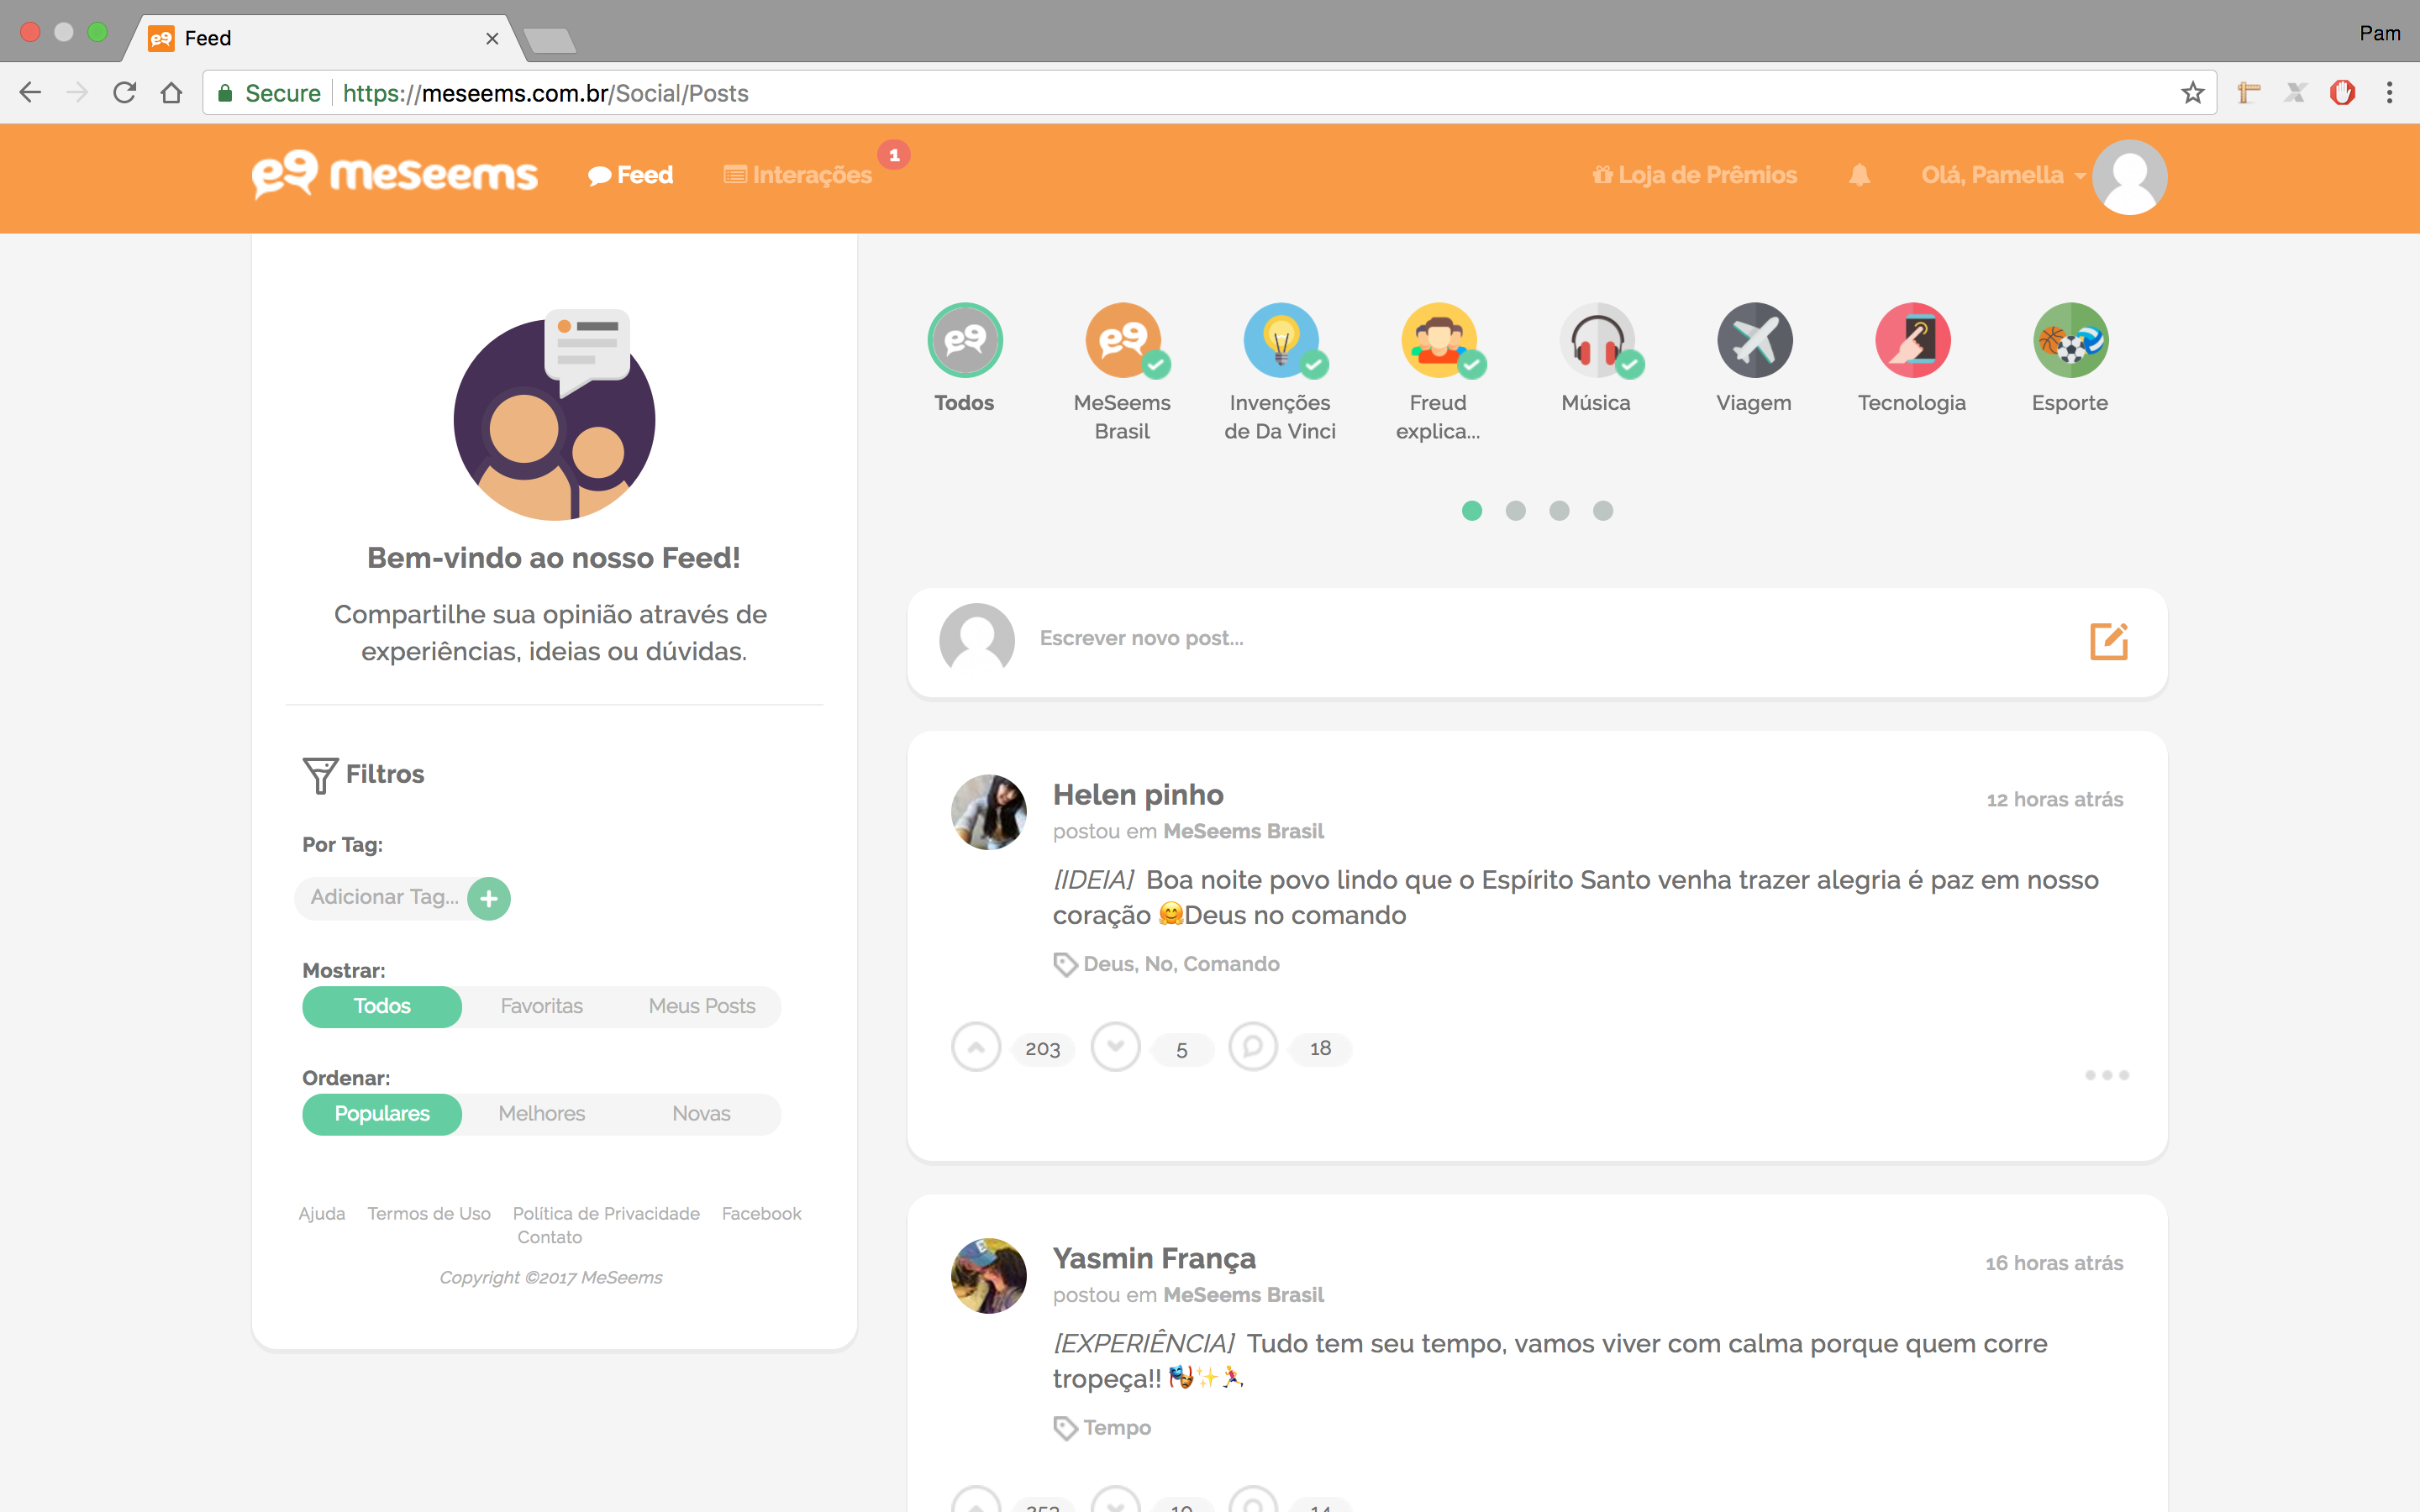 Feed
Pam
Secure
https://meseems.com.br/Social/Posts
meSeems
Feed
Interações
1
Loja de Prêmios
Olá, Pamella
Todos
MeSeems
Brasil
Invenções
de Da Vinci
Freud
explica...
Música
Viagem
Tecnologia
Esporte
Bem-vindo ao nosso Feed!
Compartilhe sua opinião através de
experiências, ideias ou dúvidas.
Filtros
Por Tag:
Adicionar Tag...
Mostrar:
Todos Favoritas Meus Posts
Ordenar:
Populares Melhores Novas
Ajuda Termos de Uso Política de Privacidade Facebook
Contato
Copyright ©2017 MeSeems
Escrever novo post...
Helen pinho
12 horas atrás
postou em MeSeems Brasil
[IDEIA] Boa noite povo lindo que o Espírito Santo venha trazer alegria é paz em nosso
coração 🤗Deus no comando
Deus, No, Comando
203 5 18
Yasmin França
16 horas atrás
postou em MeSeems Brasil
[EXPERIÊNCIA] Tudo tem seu tempo, vamos viver com calma porque quem corre
tropeça!! 🎭✨🏃
Tempo